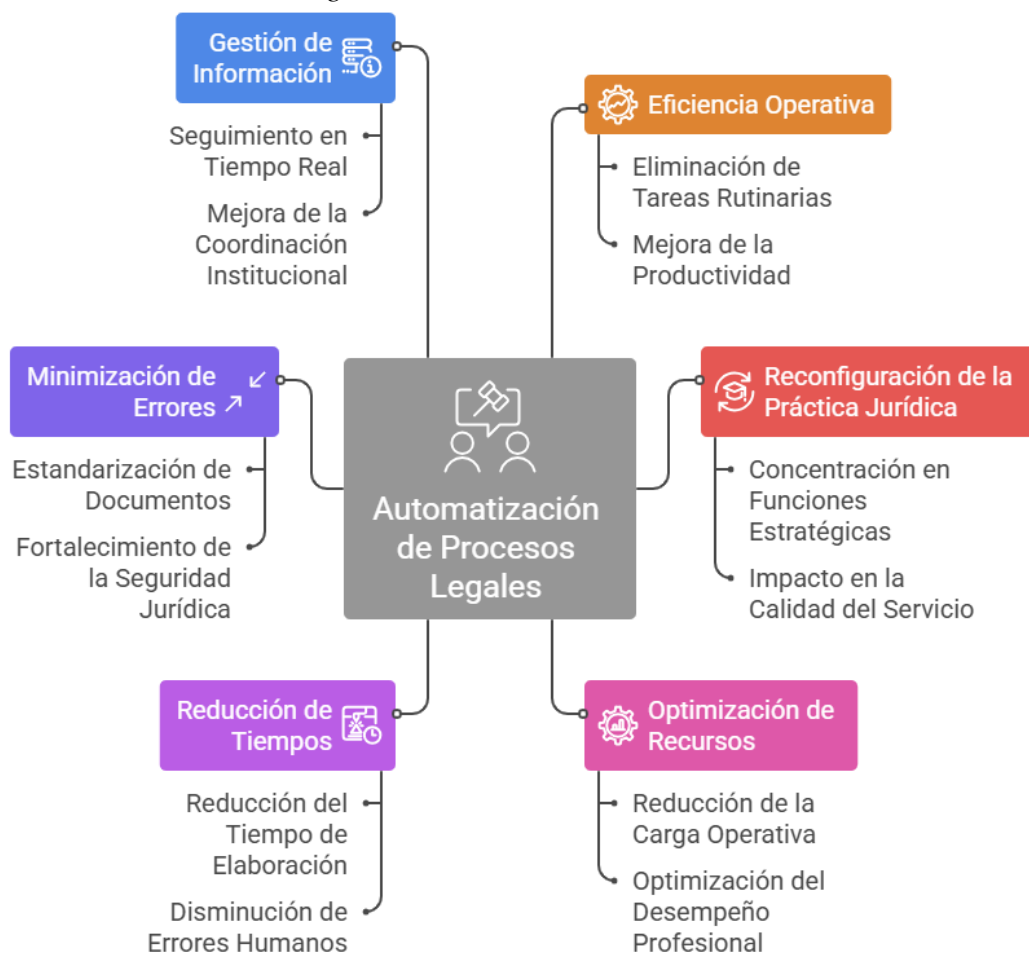 Gestión de
Información
Seguimiento en
Tiempo Real
Mejora de la
Coordinación
Institucional
Eficiencia Operativa
Eliminación de
Tareas Rutinarias
Mejora de la
Productividad
Minimización de
Errores
Estandarización de
Documentos
Fortalecimiento de
la Seguridad
Jurídica
Automatización
de Procesos
Legales
Reconfiguración de la
Práctica Jurídica
Concentración en
Funciones
Estratégicas
Impacto en la
Calidad del Servicio
Reducción de
Tiempos
Reducción del
Tiempo de
Elaboración
Disminución de
Errores Humanos
Optimización de
Recursos
Reducción de la
Carga Operativa
Optimización del
Desempeño
Profesional